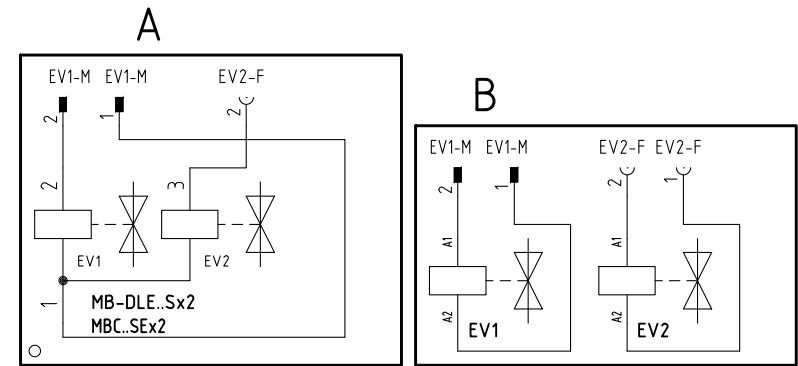 A
EV1-M EV1-M EV2-F
2 1 2
2 3
EV1 EV2
1
MB-DLE..Sx2
MBC..SEx2
B
EV1-M EV1-M EV2-F EV2-F
2 1 2 1
A1 A1
A2 EV1 A2 EV2